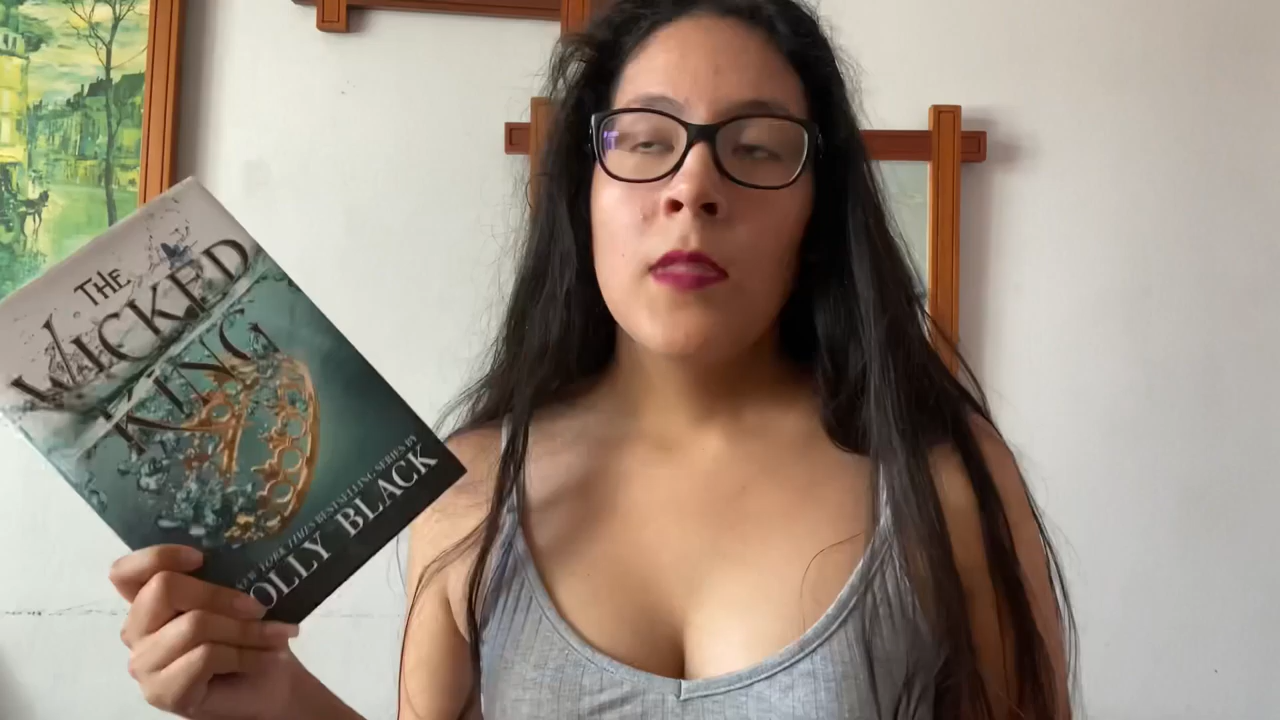 THE
WICKED
KING
NEW YORK TIMES BESTSELLING SERIES BY
OLLY BLACK